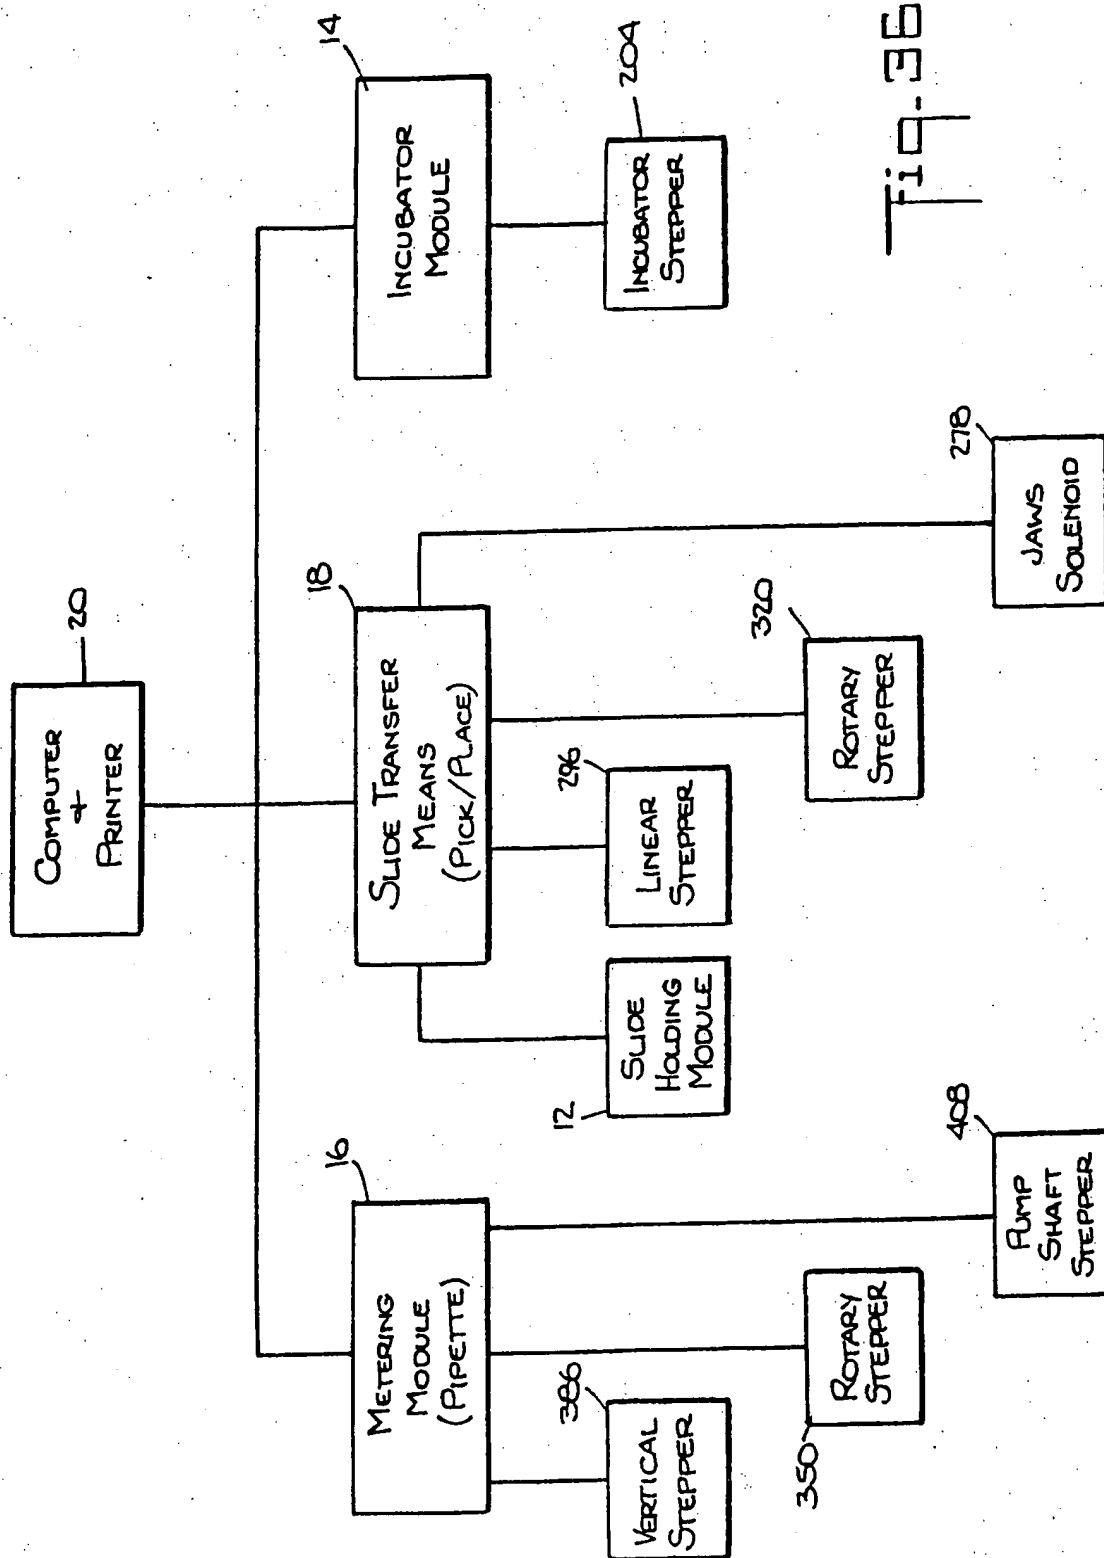 COMPUTER
+
PRINTER
20
METERING
MODULE
(PIPETTE)
16
SLIDE TRANSFER
MEANS
(PICK/PLACE)
18
INCUBATOR
MODULE
14
VERTICAL
STEPPER
386
ROTARY
STEPPER
350
PUMP
SHAFT
STEPPER
408
SLIDE
HOLDING
MODULE
12
LINEAR
STEPPER
296
ROTARY
STEPPER
320
JAWS
SOLENOID
278
INCUBATOR
STEPPER
204
Fig. 36